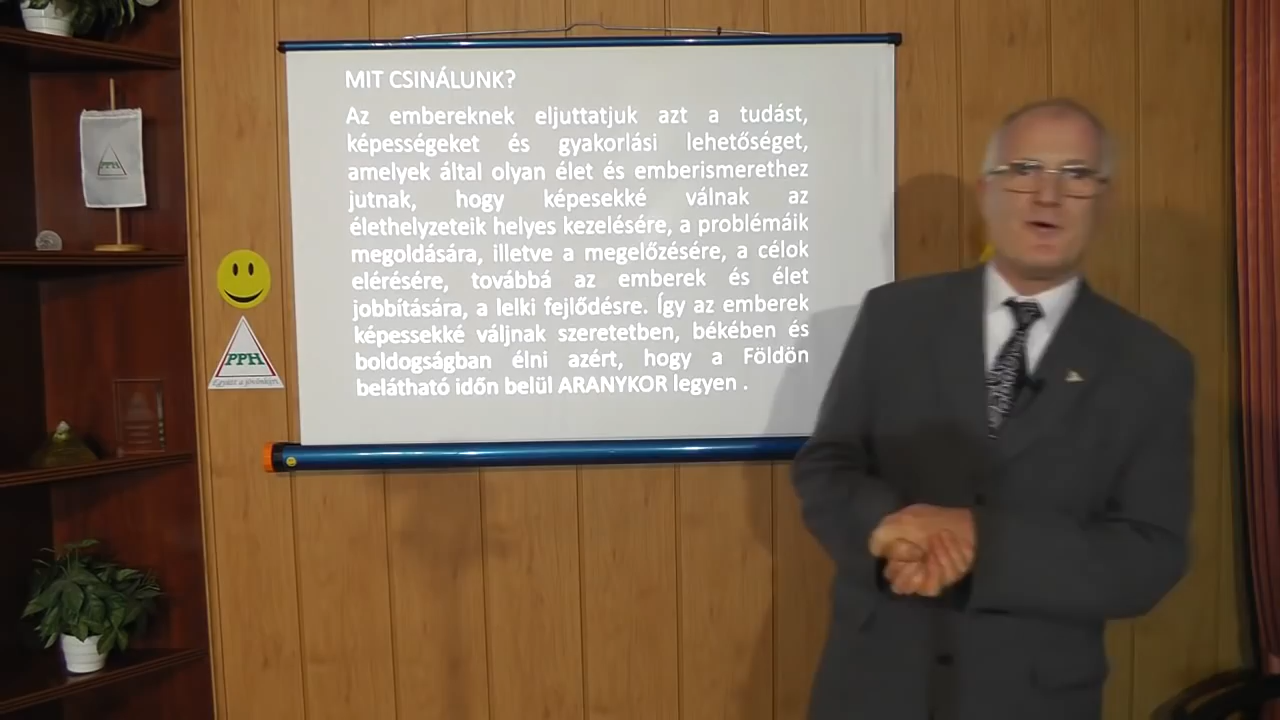 MIT CSINÁLUNK?
Az embereknek eljuttatjuk azt a tudást,
képességeket és gyakorlási lehetőséget,
amelyek által olyan élet és emberismerethez
jutnak, hogy képesekké válnak az
élethelyzeteik helyes kezelésére, a problémáik
megoldására, illetve a megelőzésére, a célok
elérésére, továbbá az emberek és élet
jobbítására, a lelki fejlődésre. Így az emberek
képessekké váljnak szeretetben, békében és
boldogságban élni azért, hogy a Földön
belátható időn belül ARANYKOR legyen .
PPH
PPH
Együtt a jövőnkért